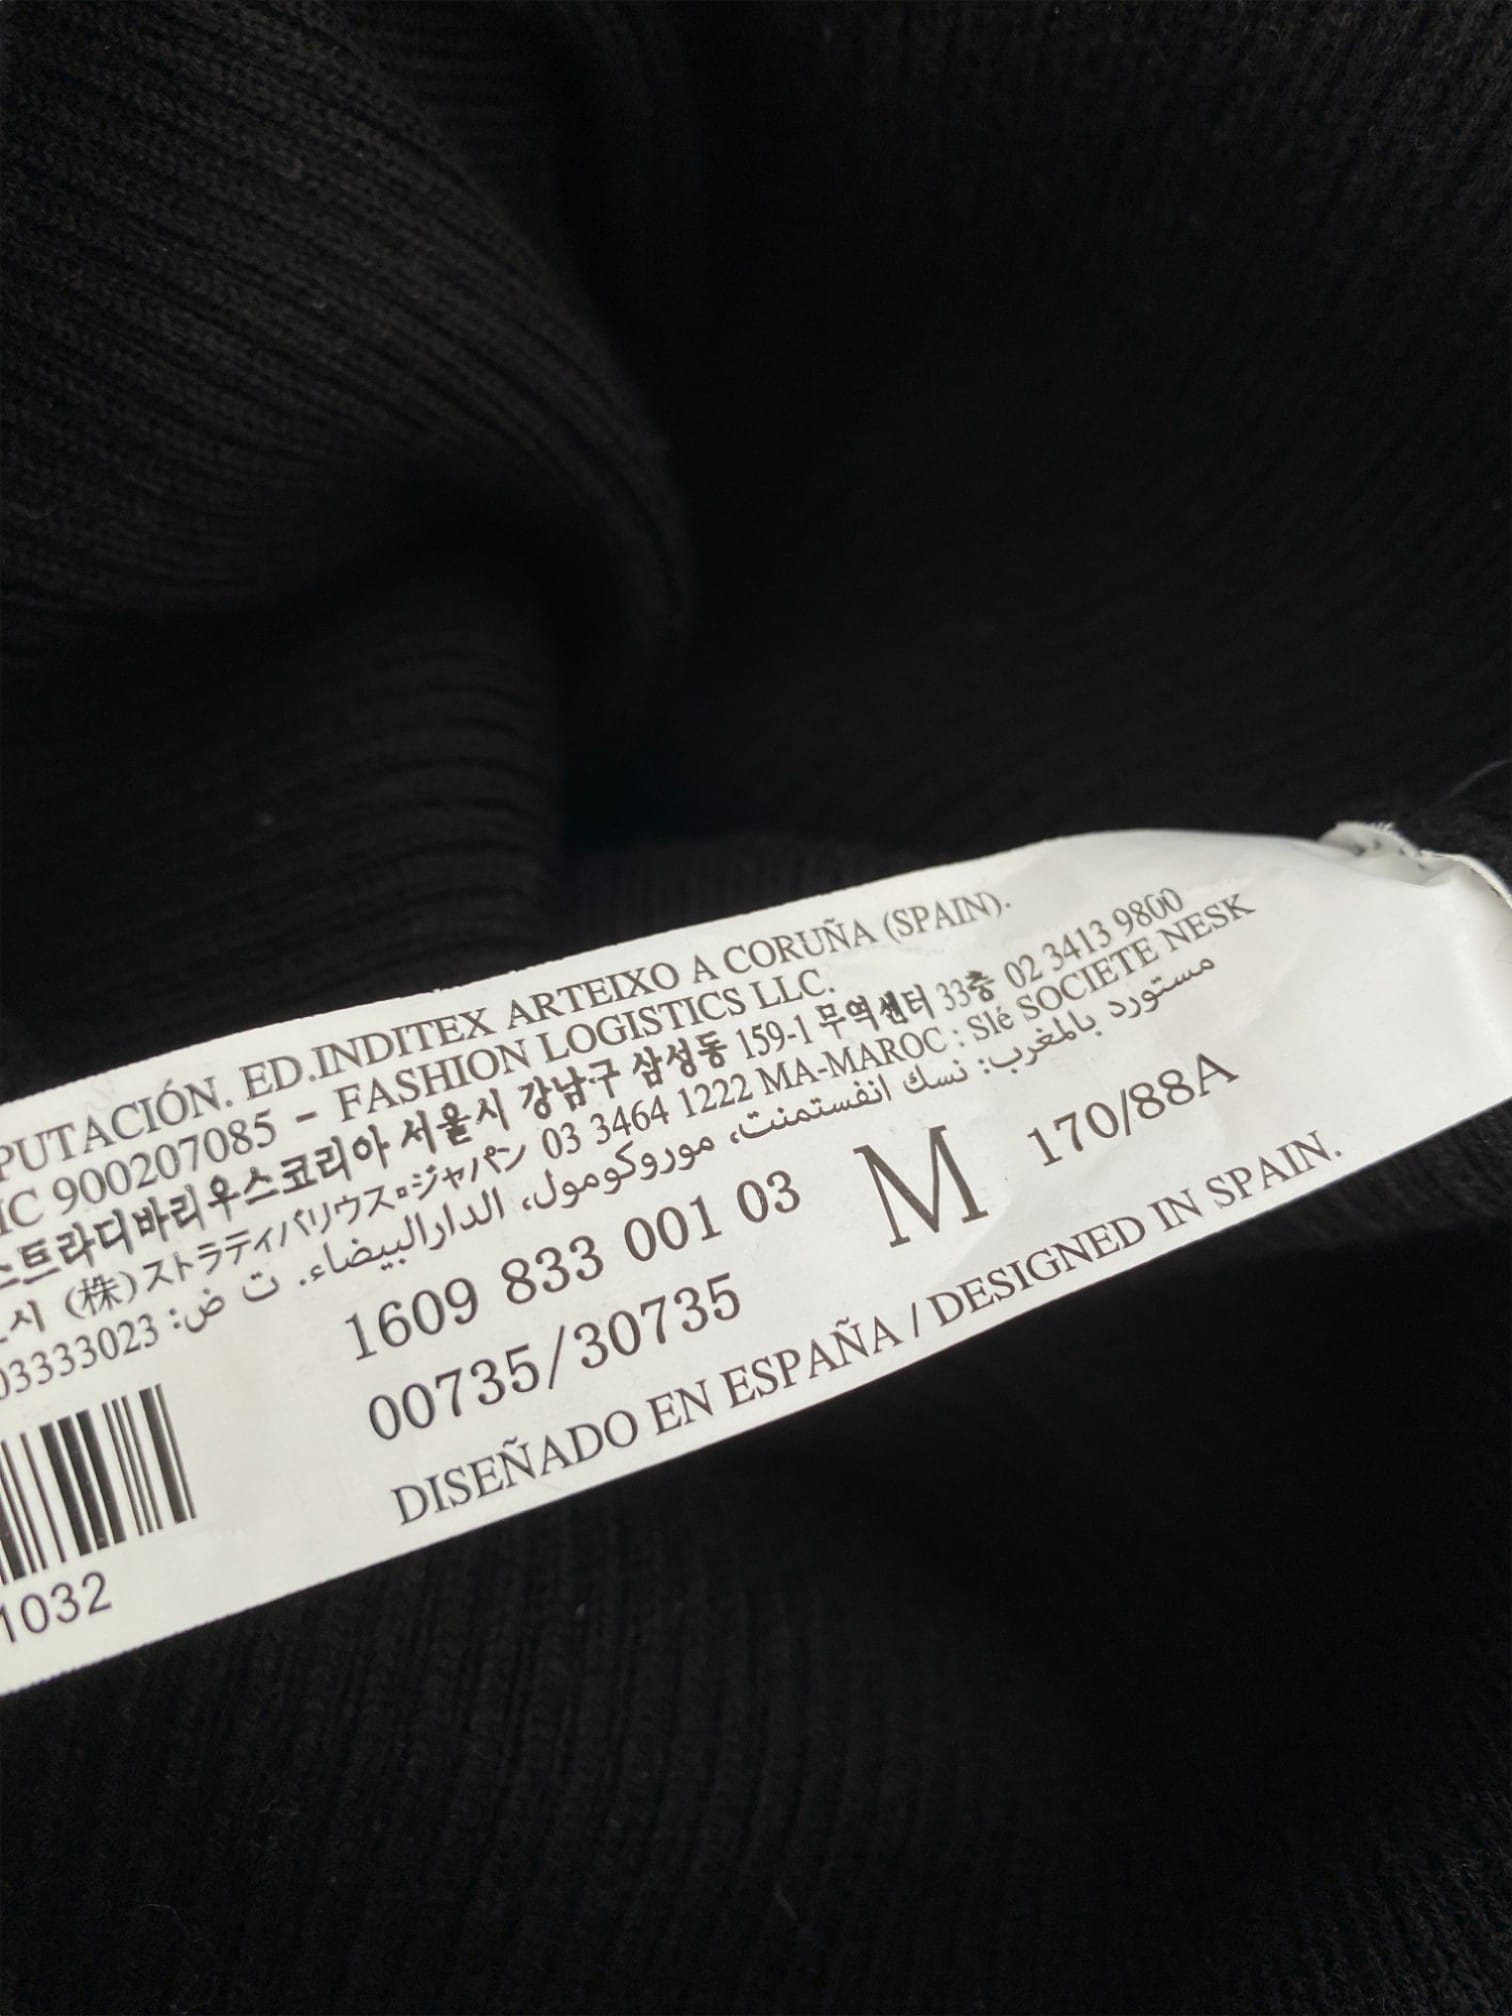 PUTACIÓN. ED.INDITEX ARTEIXO A CORUÑA (SPAIN).
IC 900207085 - FASHION LOGISTICS LLC.
스트라디바리우스코리아 서울시 강남구 삼성동 159-1 무역센터 33층 02 3413 9800
시 (株)ストラディバリウス・ジャパン 03 3464 1222 MA-MAROC : Slé SOCIETE NESK
مستورد بالمغرب: نسك انفستمنت، موروكومول، الدارالبيضاء. ت ض: 03333023
1609 833 001 03 M 170/88A
00735/30735
DISEÑADO EN ESPAÑA / DESIGNED IN SPAIN.
1032